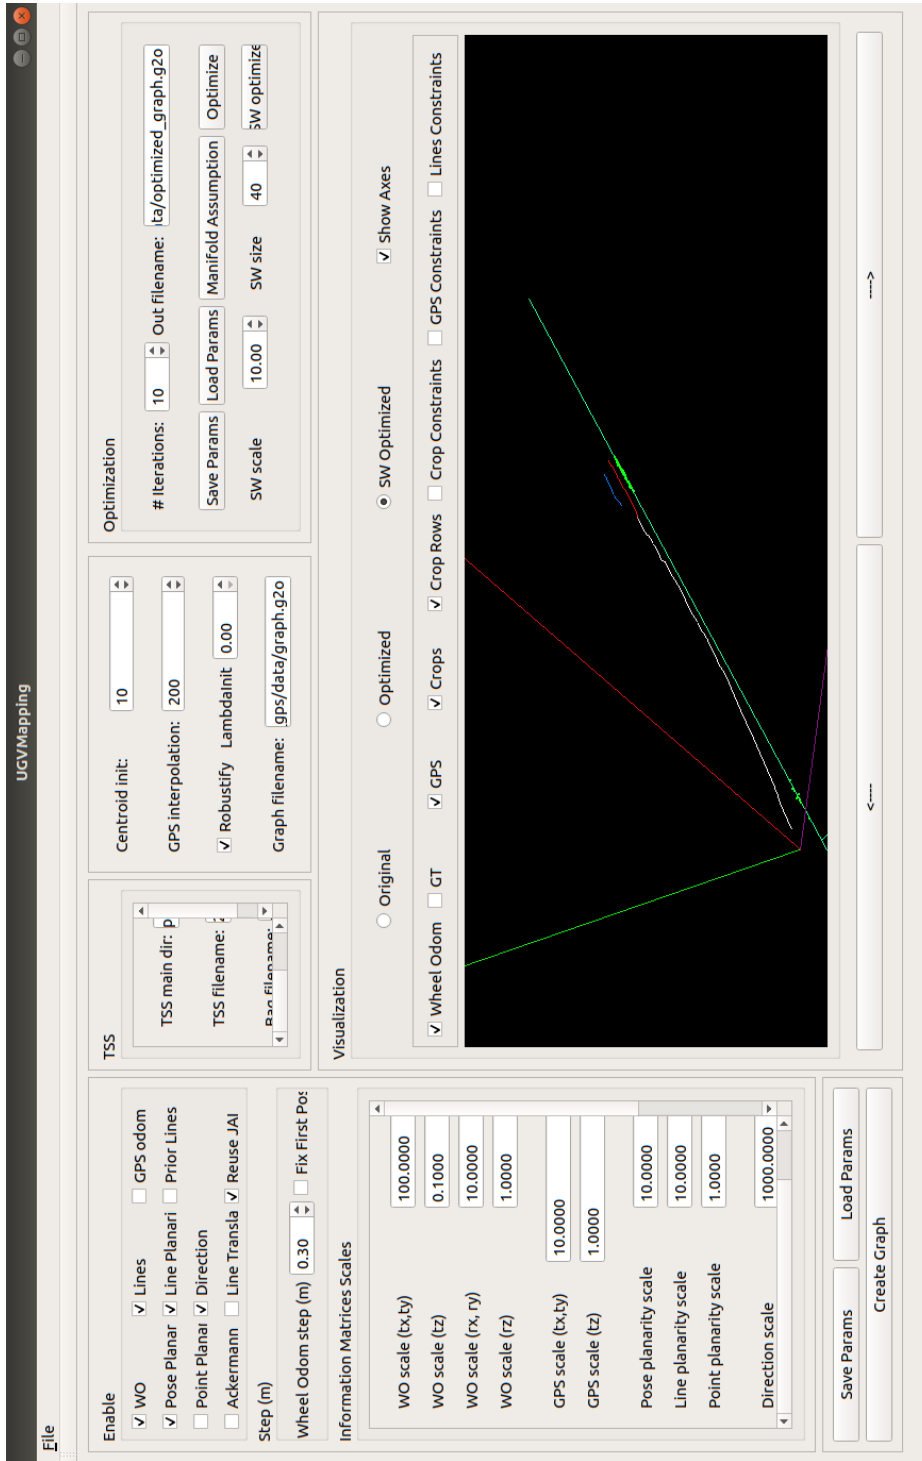 UGVMapping
File
Enable
WO Lines GPS odom
Pose Planar Line Planari Prior Lines
Point Planar Direction
Ackermann Line Transla Reuse JAI
Step (m)
Wheel Odom step (m) 0.30 Fix First Pos
Information Matrices Scales
WO scale (tx,ty) 100.0000
WO scale (tz) 0.1000
WO scale (rx, ry) 10.0000
WO scale (rz) 1.0000
GPS scale (tx,ty) 10.0000
GPS scale (tz) 1.0000
Pose planarity scale 10.0000
Line planarity scale 10.0000
Point planarity scale 1.0000
Direction scale 1000.0000
Save Params Load Params
Create Graph
TSS
TSS main dir: p
TSS filename:
Bag filename:
Centroid init: 10
GPS interpolation: 200
Robustify LambdaInit 0.00
Graph filename: gps/data/graph.g2o
Optimization
# Iterations: 10 Out filename: ta/optimized_graph.g2o
Save Params Load Params Manifold Assumption Optimize
SW scale 10.00 SW size 40 SW optimize
Visualization
Original Optimized SW Optimized Show Axes
Wheel Odom GT GPS Crops Crop Rows Crop Constraints GPS Constraints Lines Constraints
<---- ---->